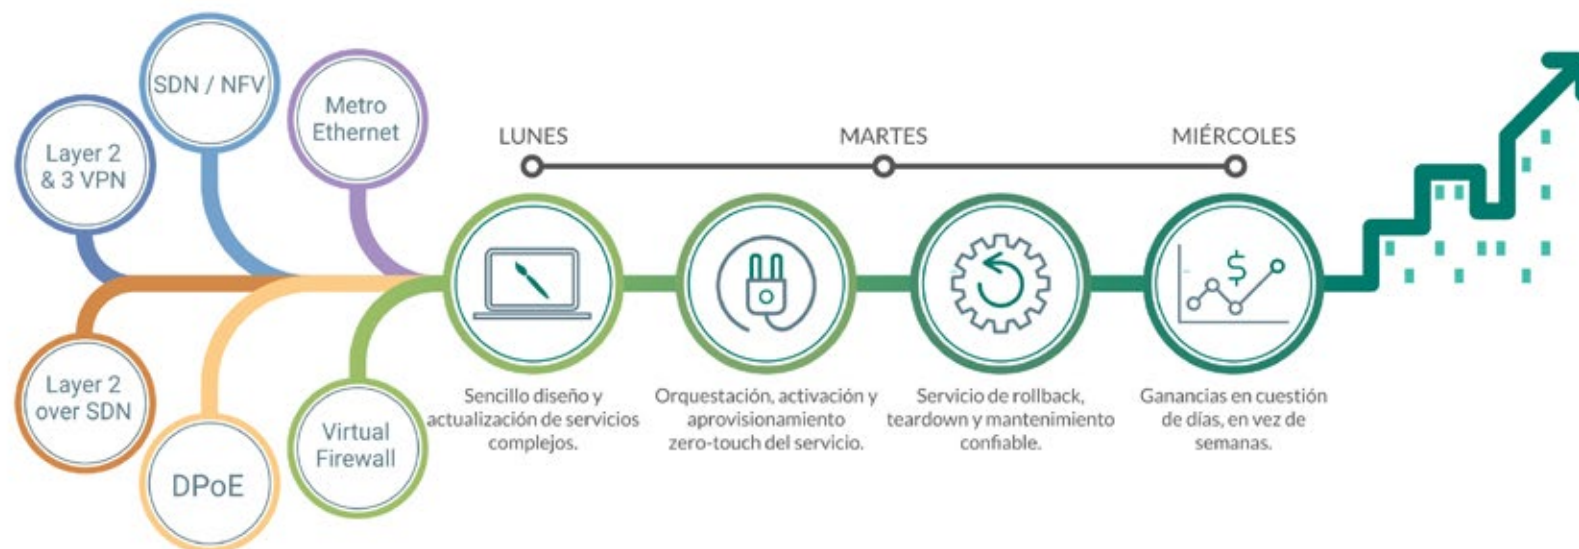 SDN / NFV
Metro
Ethernet
Layer 2
& 3 VPN
LUNES
MARTES
MIÉRCOLES
$
Layer 2
over SDN
DPoE
Virtual
Firewall
Sencillo diseño y
actualización de servicios
complejos.
Orquestación, activación y
aprovisionamiento
zero-touch del servicio.
Servicio de rollback,
teardown y mantenimiento
confiable.
Ganancias en cuestión
de días, en vez de
semanas.